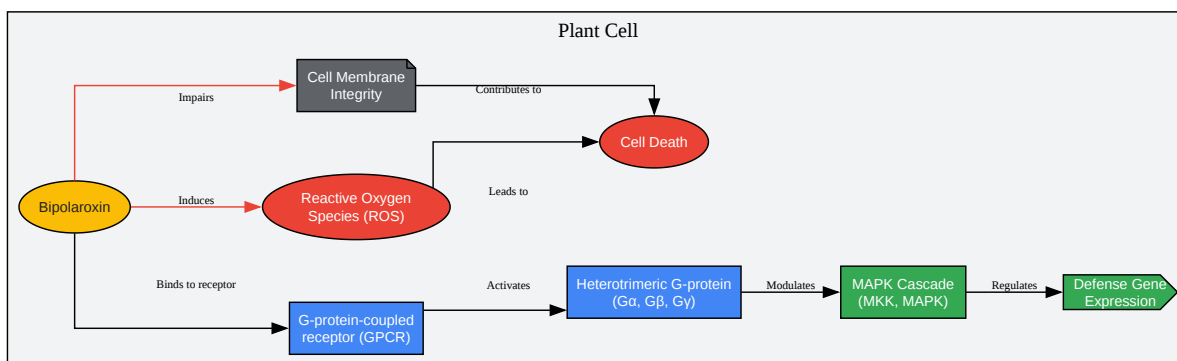 Plant Cell
Cell Membrane
Integrity
Impairs
Contributes to
Cell Death
Bipolaroxin
Induces
Reactive Oxygen
Species (ROS)
Leads to
Binds to receptor
G-protein-coupled
receptor (GPCR)
Activates
Heterotrimeric G-protein
(Gα, Gβ, Gγ)
Modulates
MAPK Cascade
(MKK, MAPK)
Regulates
Defense Gene
Expression